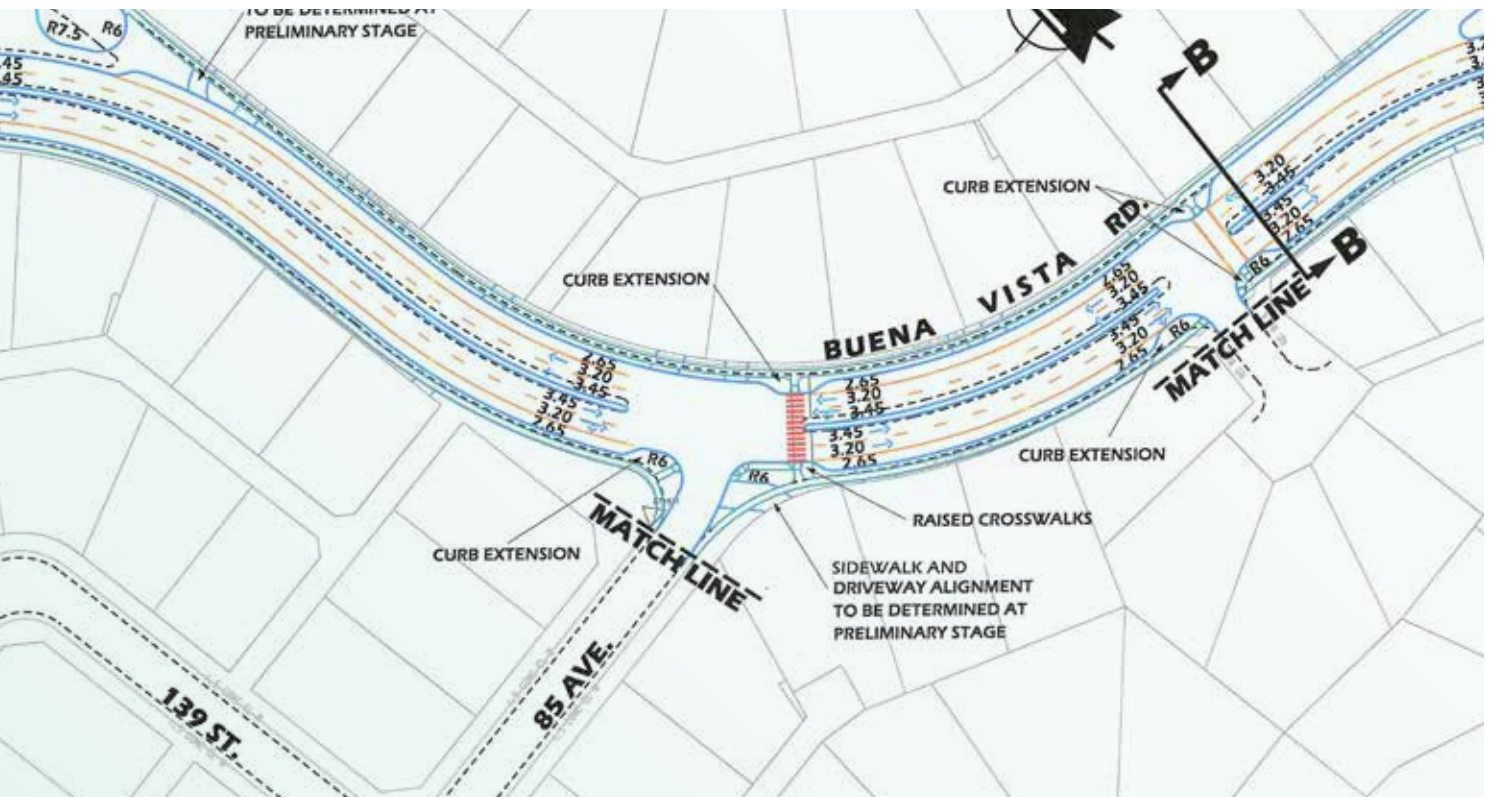 TO BE DETERMINED AT
PRELIMINARY STAGE
R7.5
R6
.45
.45
B
CURB EXTENSION
3.20
3.45
3.45
3.20
2.65
B
R6
MATCH LINE
CURB EXTENSION
BUENA VISTA RD.
2.65
3.20
3.45
3.45
3.20
2.65
R6
2.65
3.20
3.45
3.45
3.20
2.65
2.65
3.20
3.45
3.45
3.20
2.65
R6
R6
CURB EXTENSION
CURB EXTENSION
RAISED CROSSWALKS
MATCH LINE
SIDEWALK AND
DRIVEWAY ALIGNMENT
TO BE DETERMINED AT
PRELIMINARY STAGE
85 AVE.
139 ST.